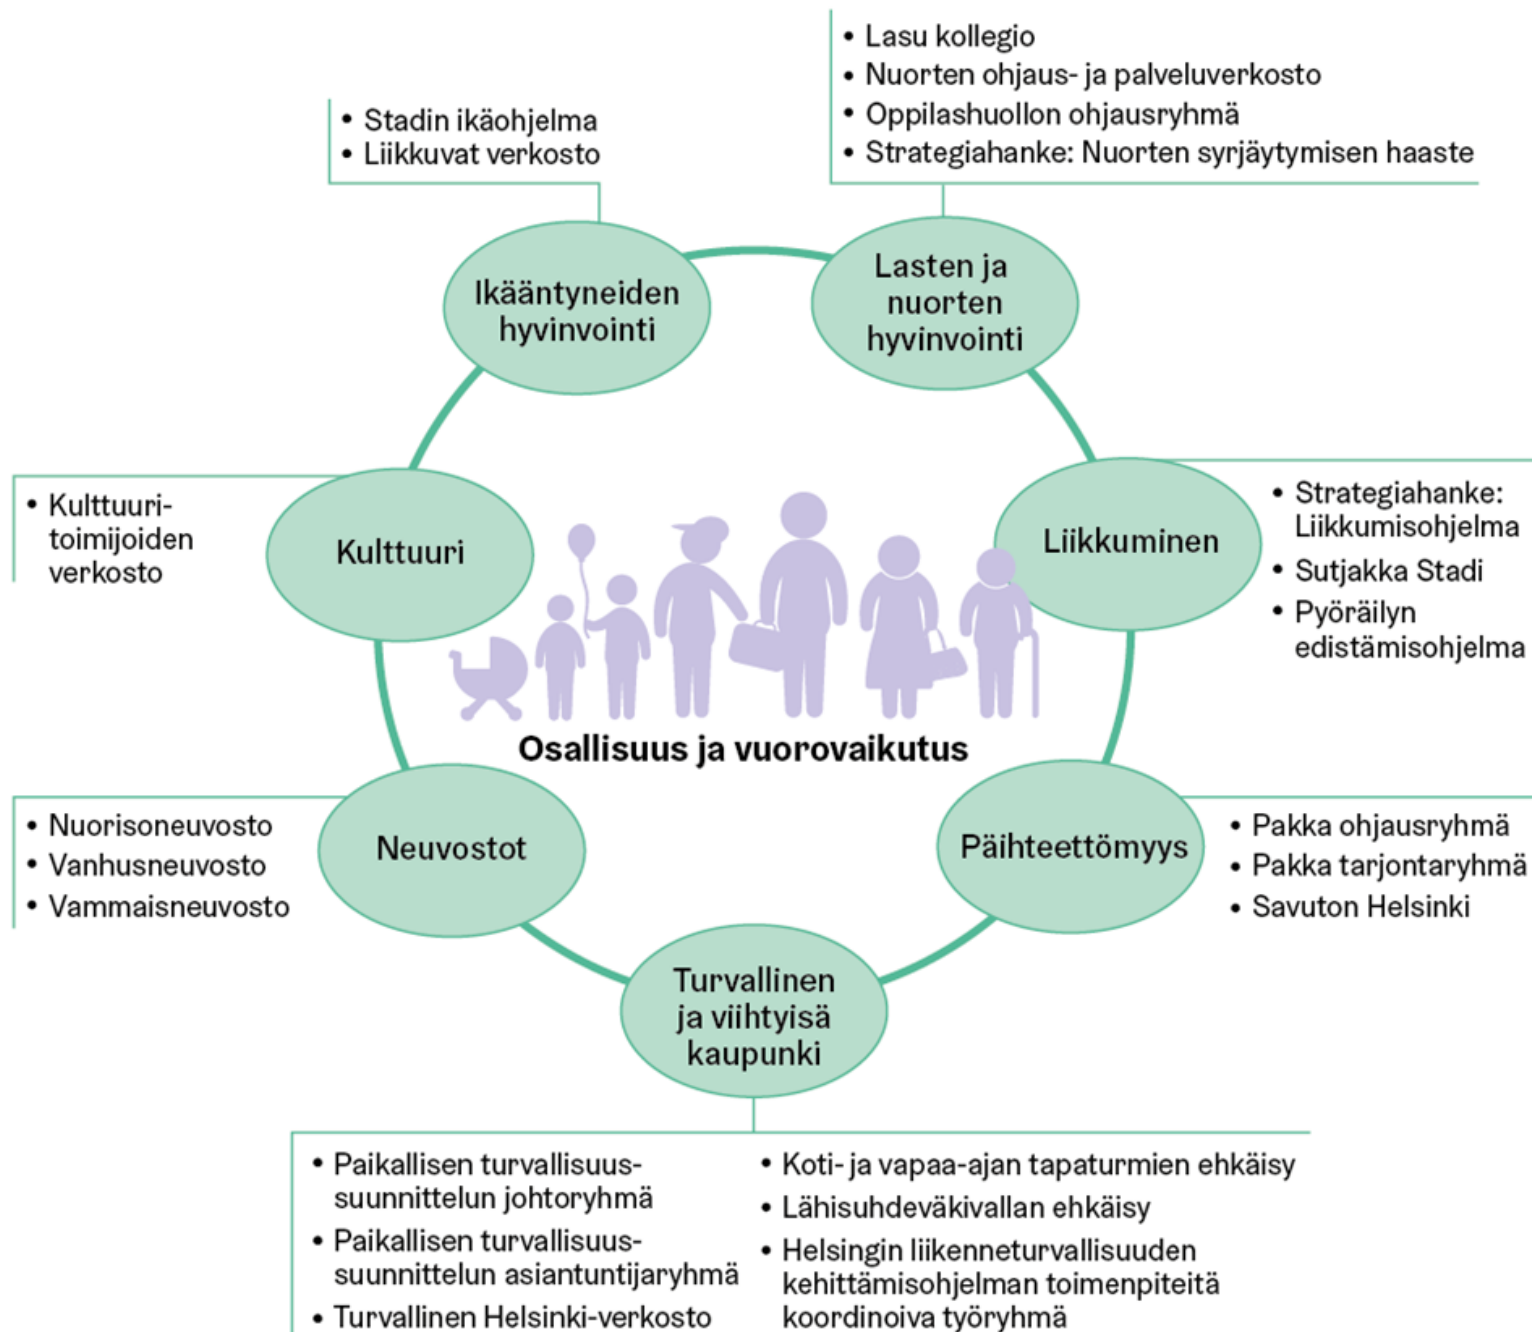 • Lasu kollegio
• Nuorten ohjaus- ja palveluverkosto
• Oppilashuollon ohjausryhmä
• Strategiahanke: Nuorten syrjäytymisen haaste
• Stadin ikäohjelma
• Liikkuvat verkosto
Ikääntyneiden
hyvinvointi
Lasten ja
nuorten
hyvinvointi
• Kulttuuri-
toimijoiden
verkosto
Kulttuuri
Liikkuminen
• Strategiahanke:
Liikkumisohjelma
• Sutjakka Stadi
• Pyöräilyn
edistämisohjelma
Osallisuus ja vuorovaikutus
• Nuorisoneuvosto
• Vanhusneuvosto
• Vammaisneuvosto
Neuvostot
Päihteettömyys
• Pakka ohjausryhmä
• Pakka tarjontaryhmä
• Savuton Helsinki
Turvallinen
ja viihtyisä
kaupunki
• Paikallisen turvallisuus-
suunnittelun johtoryhmä
• Paikallisen turvallisuus-
suunnittelun asiantuntijaryhmä
• Turvallinen Helsinki-verkosto
• Koti- ja vapaa-ajan tapaturmien ehkäisy
• Lähisuhdeväkivallan ehkäisy
• Helsingin liikenneturvallisuuden
kehittämisohjelman toimenpiteitä
koordinoiva työryhmä